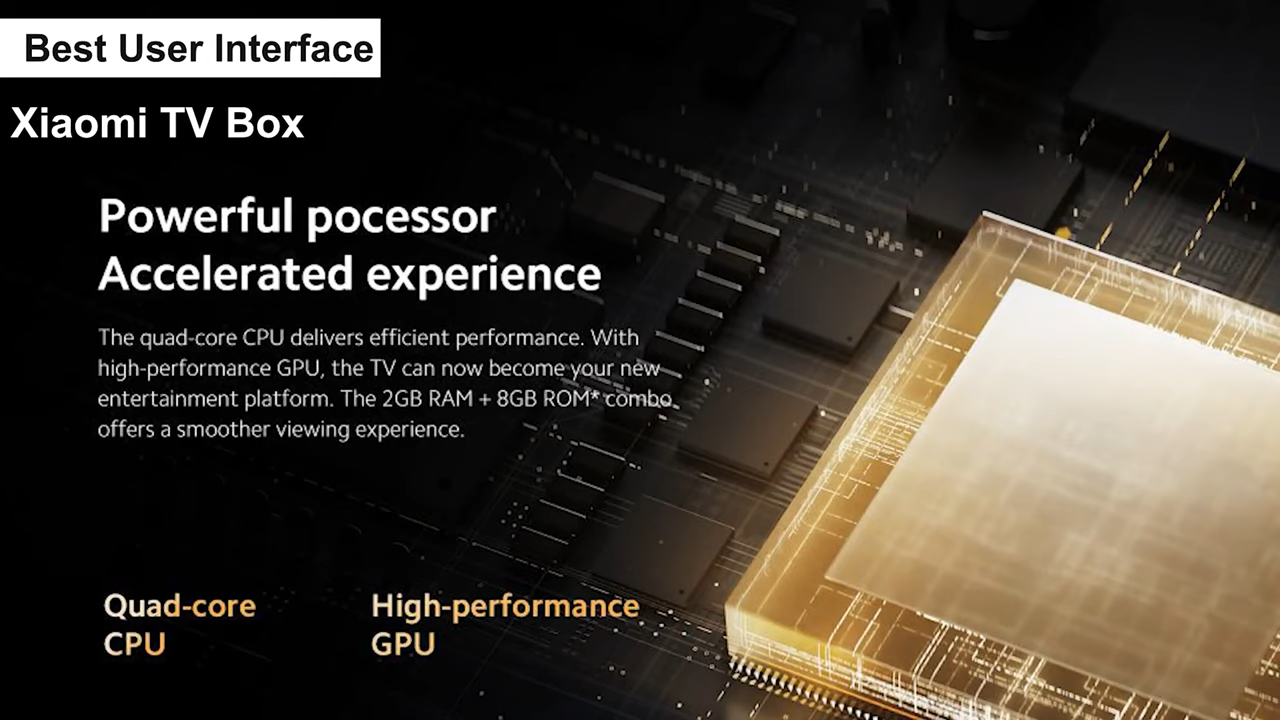 Best User Interface
Xiaomi TV Box
Powerful pocessor
Accelerated experience
The quad-core CPU delivers efficient performance. With
high-performance GPU, the TV can now become your new
entertainment platform. The 2GB RAM + 8GB ROM* combo
offers a smoother viewing experience.
Quad-core
CPU
High-performance
GPU